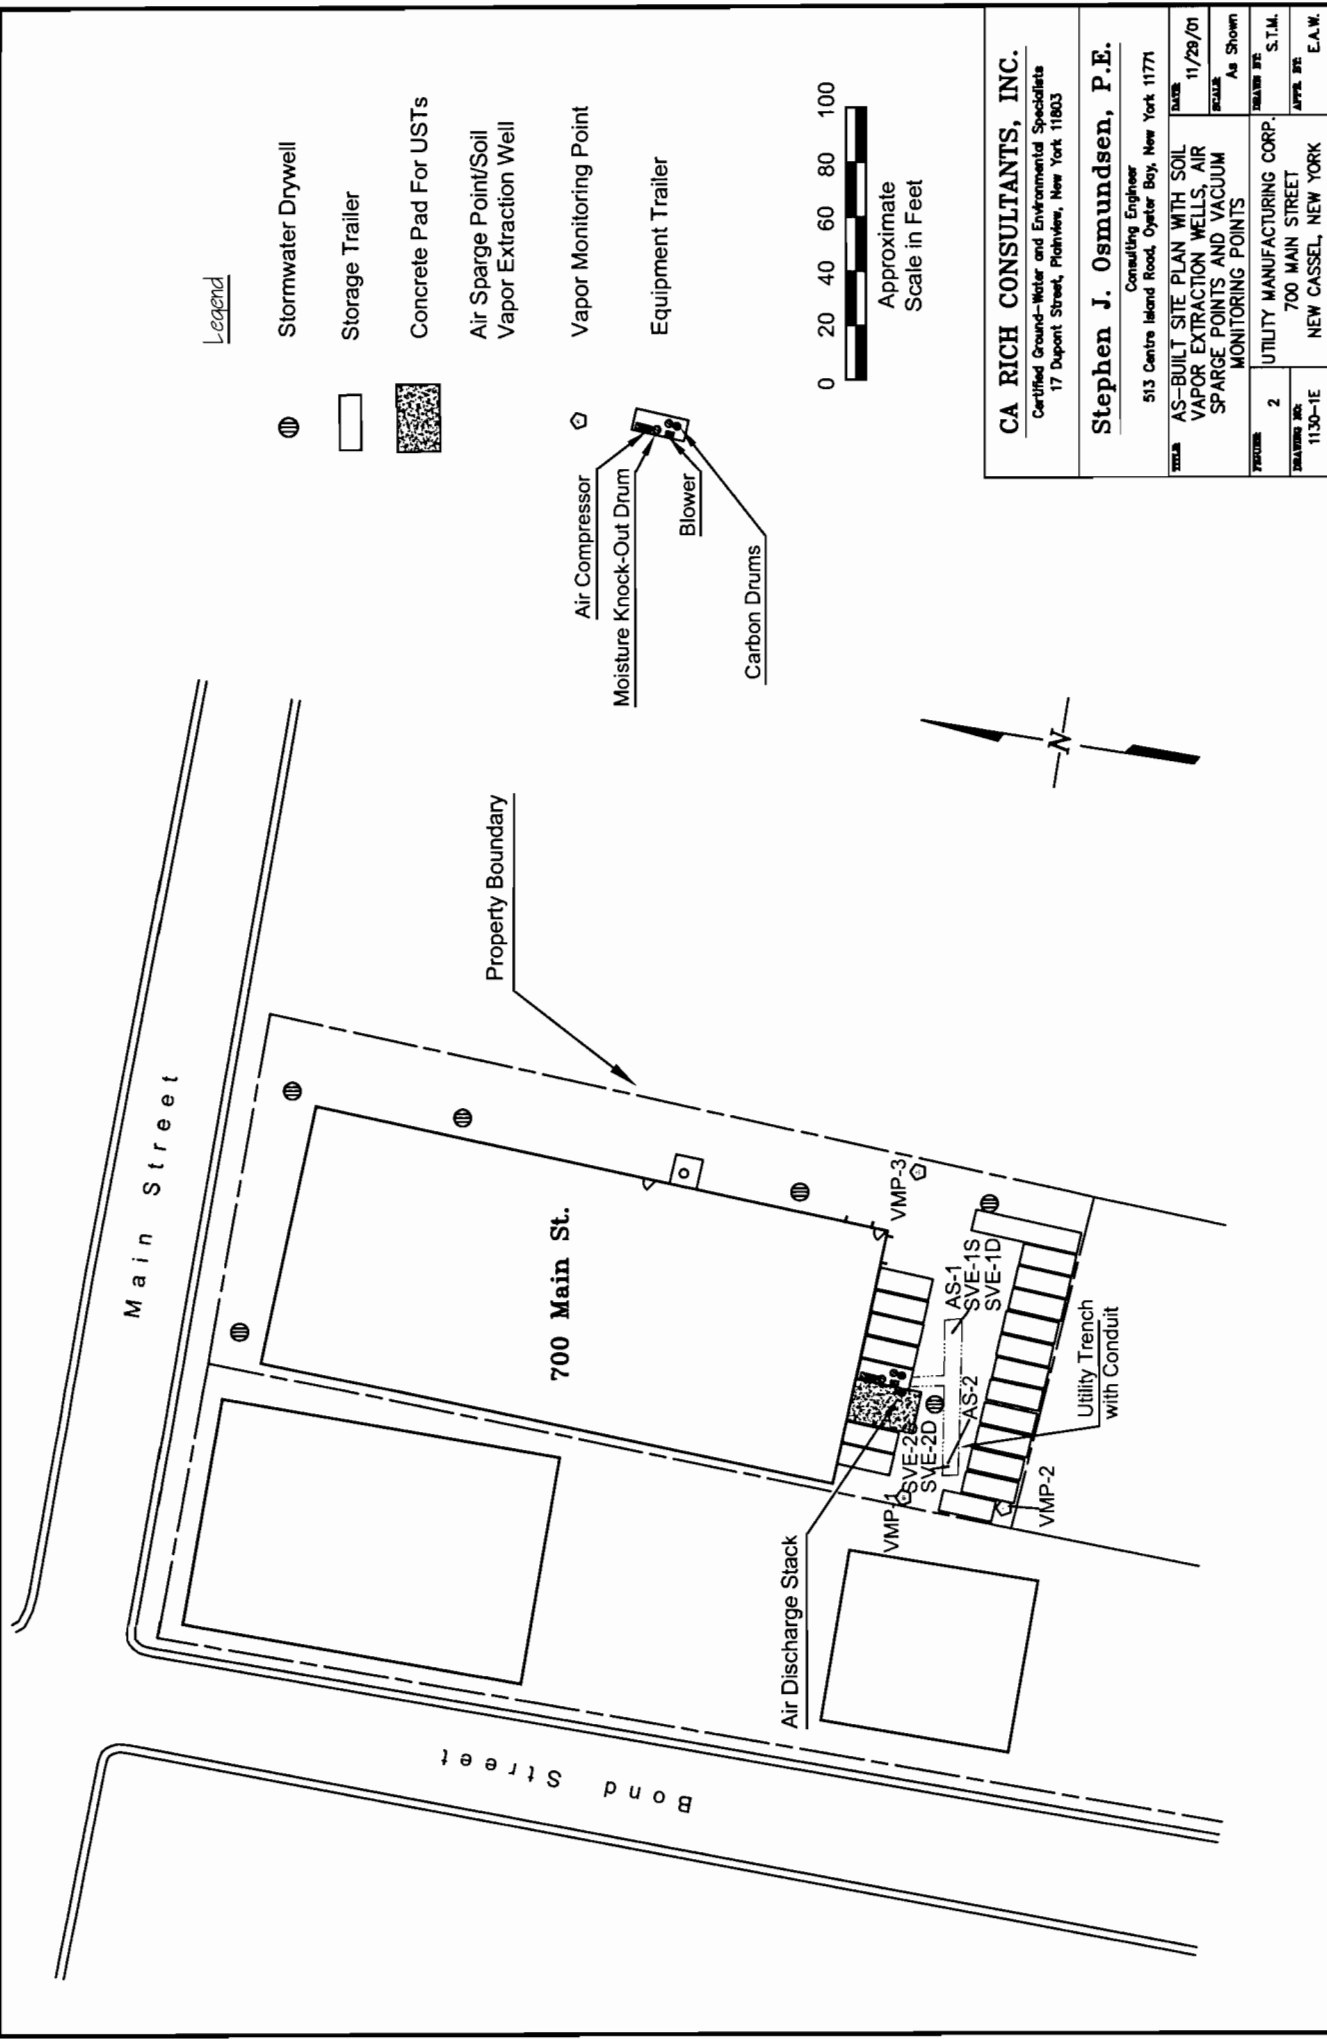 Main Street
Bond Street
700 Main St.
Property Boundary
Air Discharge Stack
VMP-1
SVE-2S
SVE-2D
AS-2
VMP-2
VMP-3
AS-1
SVE-1S
SVE-1D
Utility Trench
with Conduit
N
Legend
Stormwater Drywell
Storage Trailer
Concrete Pad For USTs
Air Sparge Point/Soil
Vapor Extraction Well
Vapor Monitoring Point
Equipment Trailer
Air Compressor
Moisture Knock-Out Drum
Blower
Carbon Drums
0 20 40 60 80 100
Approximate
Scale in Feet
CA RICH CONSULTANTS, INC.
Certified Ground-Water and Environmental Specialists
17 Dupont Street, Plainview, New York 11803
Stephen J. Osmundsen, P.E.
Consulting Engineer
513 Centre Island Road, Oyster Bay, New York 11771
TITLE: AS-BUILT SITE PLAN WITH SOIL
VAPOR EXTRACTION WELLS, AIR
SPARGE POINTS AND VACUUM
MONITORING POINTS
DATE: 11/29/01
SCALE: As Shown
FIGURE: 2
UTILITY MANUFACTURING CORP.
700 MAIN STREET
NEW CASSEL, NEW YORK
DRAWN BY: S.T.M.
DRAWING NO: 1130-1E
APPR. BY: E.A.W.